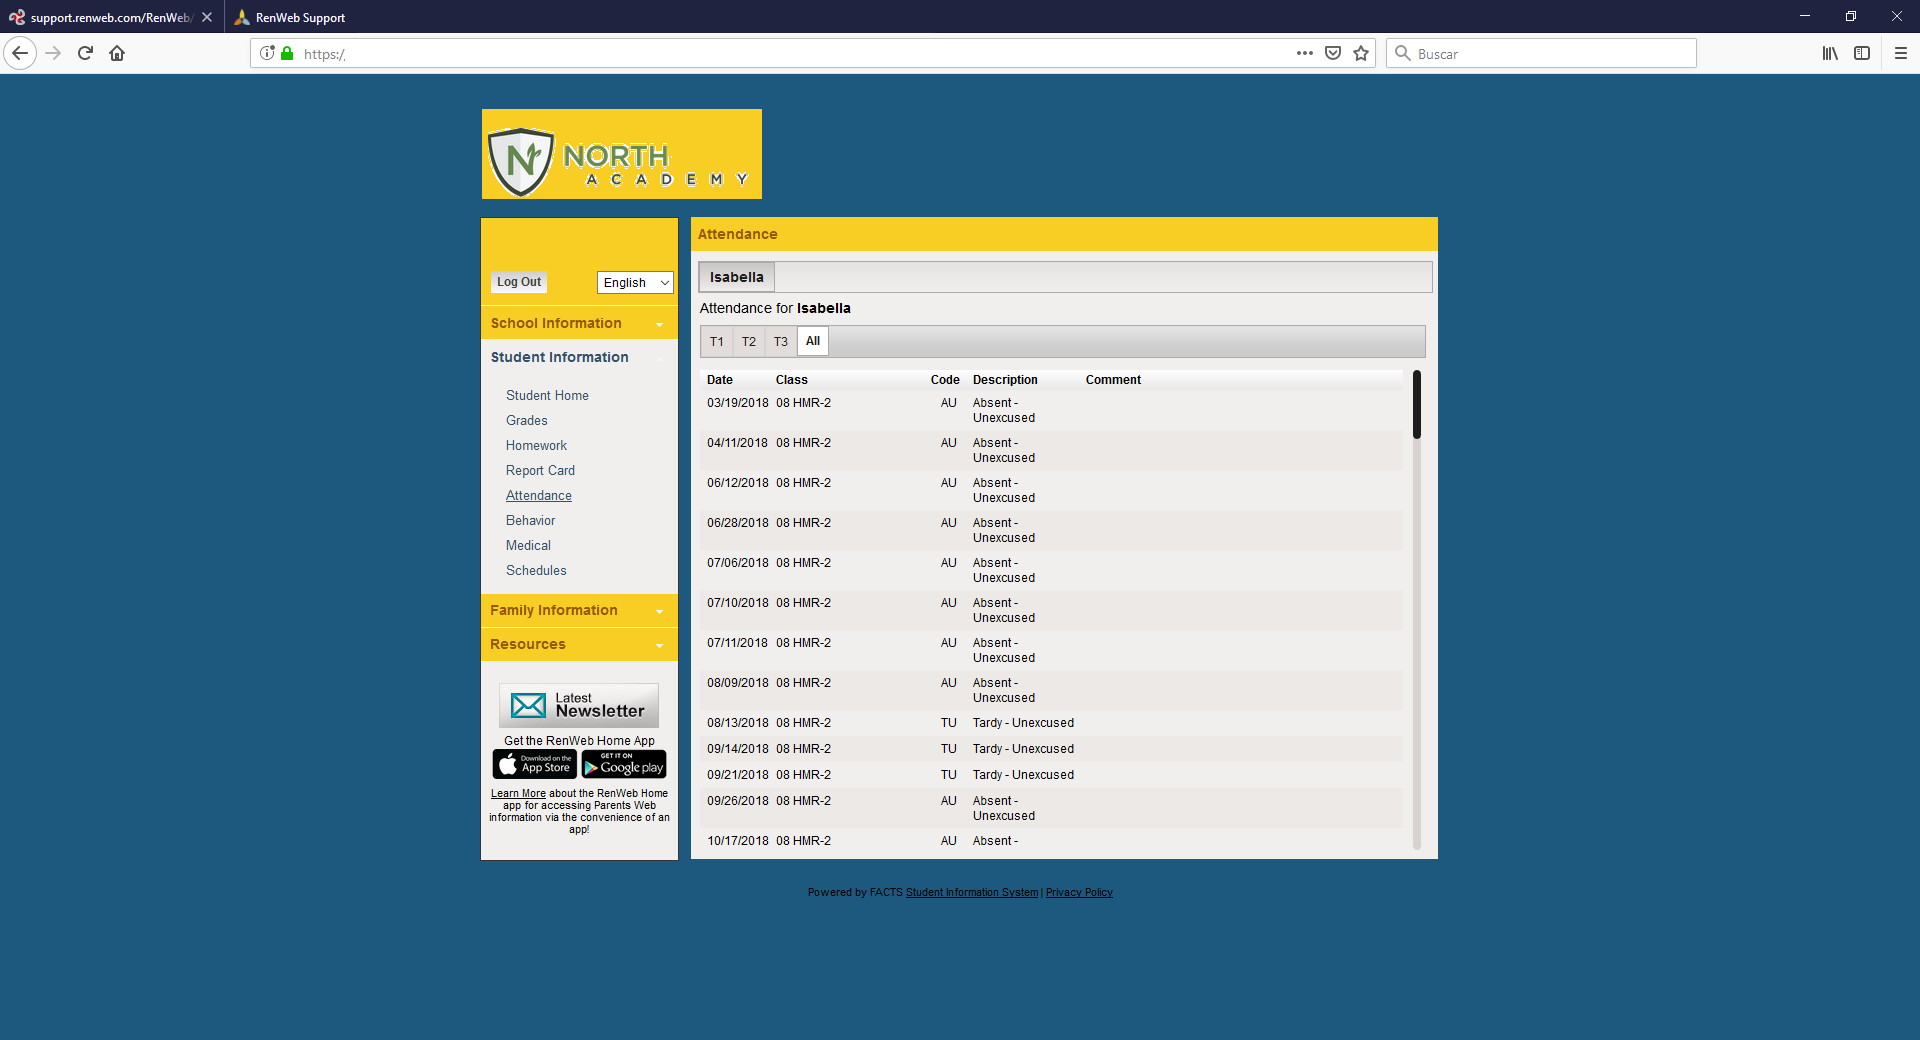 support.renweb.com/RenWeb/
RenWeb Support
https:/
Buscar
NORTH
ACADEMY
Log Out
English
School Information
Student Information
Student Home
Grades
Homework
Report Card
Attendance
Behavior
Medical
Schedules
Family Information
Resources
Latest
Newsletter
Get the RenWeb Home App
Download on the
App Store
GET IT ON
Google play
Learn More about the RenWeb Home
app for accessing Parents Web
information via the convenience of an
app!
Attendance
Isabella
Attendance for Isabella
T1 T2 T3 All
Date Class Code Description Comment
03/19/2018 08 HMR-2 AU Absent -
Unexcused
04/11/2018 08 HMR-2 AU Absent -
Unexcused
06/12/2018 08 HMR-2 AU Absent -
Unexcused
06/28/2018 08 HMR-2 AU Absent -
Unexcused
07/06/2018 08 HMR-2 AU Absent -
Unexcused
07/10/2018 08 HMR-2 AU Absent -
Unexcused
07/11/2018 08 HMR-2 AU Absent -
Unexcused
08/09/2018 08 HMR-2 AU Absent -
Unexcused
08/13/2018 08 HMR-2 TU Tardy - Unexcused
09/14/2018 08 HMR-2 TU Tardy - Unexcused
09/21/2018 08 HMR-2 TU Tardy - Unexcused
09/26/2018 08 HMR-2 AU Absent -
Unexcused
10/17/2018 08 HMR-2 AU Absent -
Powered by FACTS Student Information System | Privacy Policy